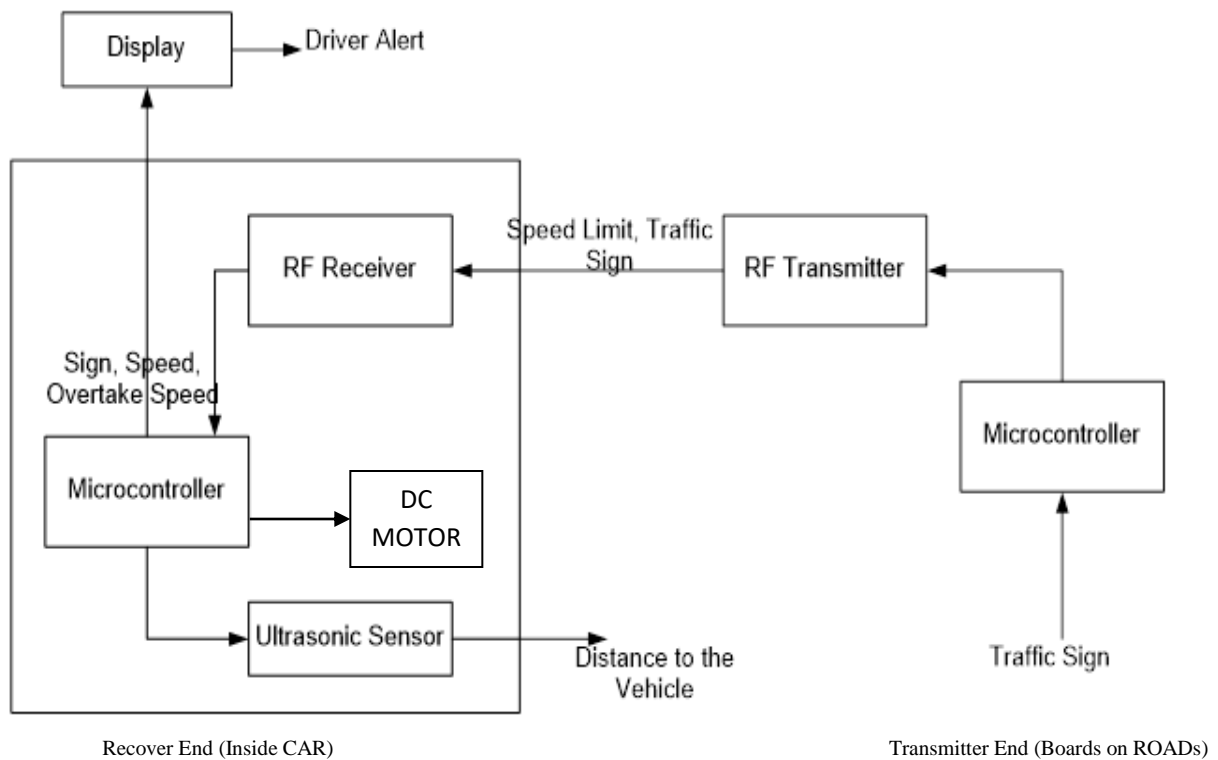 Display
Driver Alert
RF Receiver
Speed Limit, Traffic
Sign
RF Transmitter
Sign, Speed,
Overtake Speed
Microcontroller
Microcontroller
DC
MOTOR
Ultrasonic Sensor
Distance to the
Vehicle
Traffic Sign
Recover End (Inside CAR)
Transmitter End (Boards on ROADs)